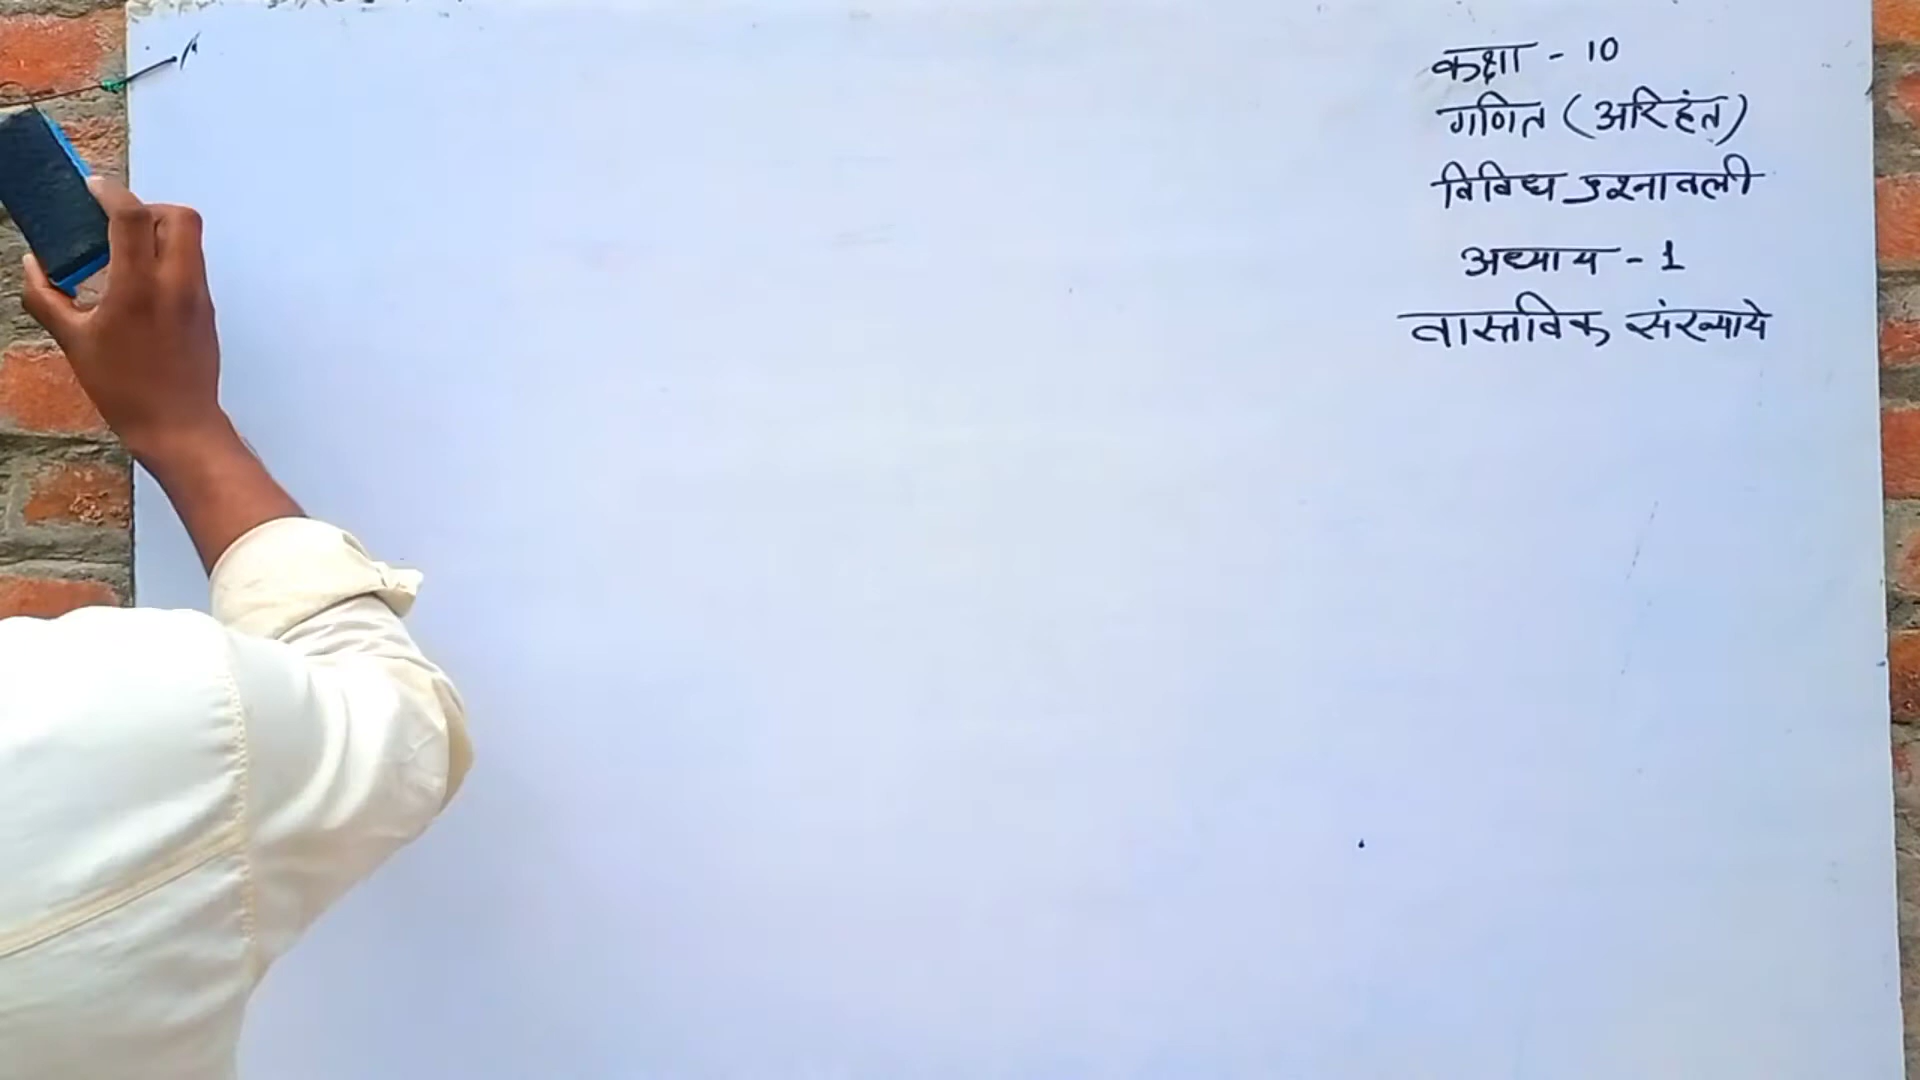 कक्षा - 10
गणित (अरिहंत)
विविध प्रश्नावली
अध्याय - 1
वास्तविक संख्याये